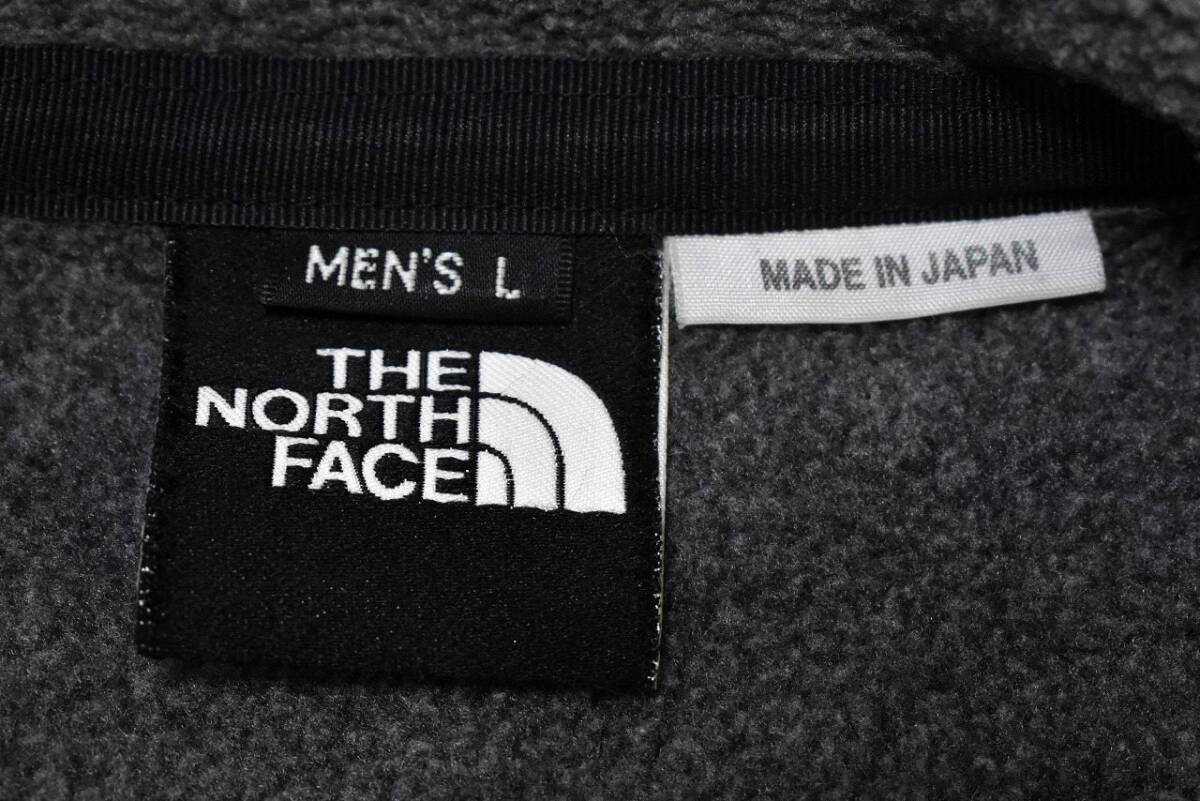 MEN'S L
MADE IN JAPAN
THE
NORTH
FACE